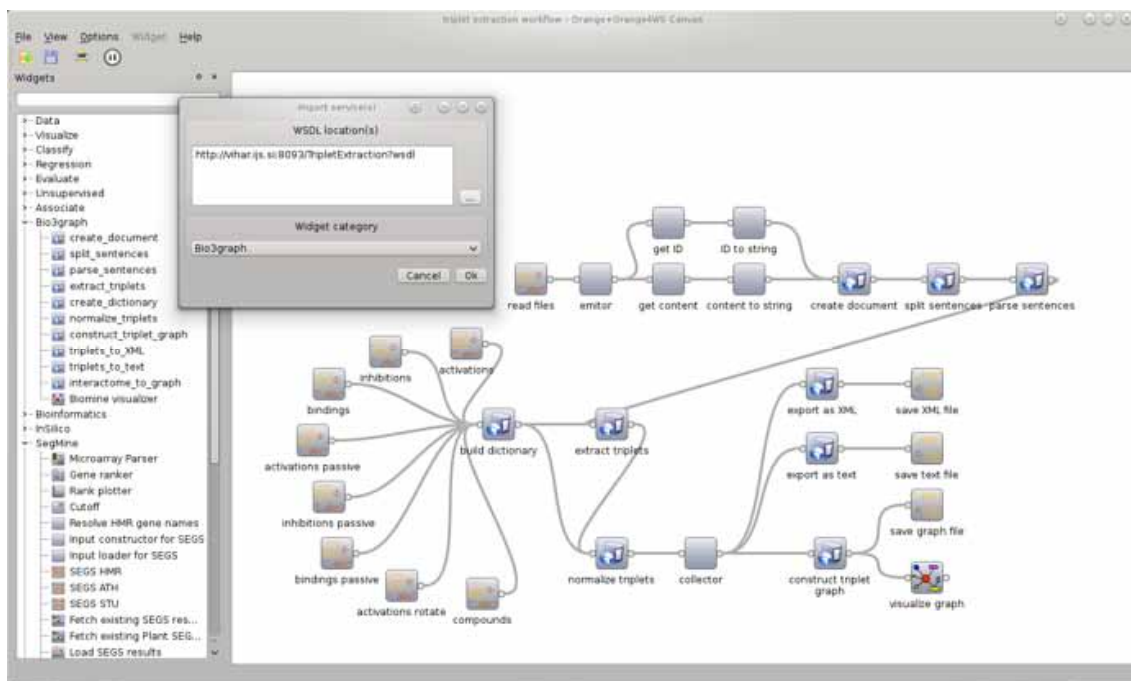 triplet extraction workflow - Orange+Orange4WS Canvas
File View Options Widget Help
Widgets
Data
Visualize
Classify
Regression
Evaluate
Unsupervised
Associate
Bio3graph
create_document
split_sentences
parse_sentences
extract_triplets
create_dictionary
normalize_triplets
construct_triplet_graph
triplets_to_XML
triplets_to_text
interactome_to_graph
Biomine visualizer
Bioinformatics
InSilico
SegMine
Microarray Parser
Gene ranker
Rank plotter
Cutoff
Resolve HMR gene names
Input constructor for SEGS
Input loader for SEGS
SEGS HMR
SEGS ATH
SEGS STU
Fetch existing SEGS res...
Fetch existing Plant SEG...
Load SEGS results
Import service(s)
WSDL location(s)
http://vihar.ijs.si:8093/TripletExtraction?wsdl
...
Widget category
Bio3graph
Cancel Ok
get ID
ID to string
read files
emitor
get content
content to string
create document
split sentences
parse sentences
activations
inhibitions
bindings
activations passive
inhibitions passive
bindings passive
activations rotate
compounds
build dictionary
extract triplets
normalize triplets
collector
export as XML
save XML file
export as text
save text file
save graph file
construct triplet
graph
visualize graph